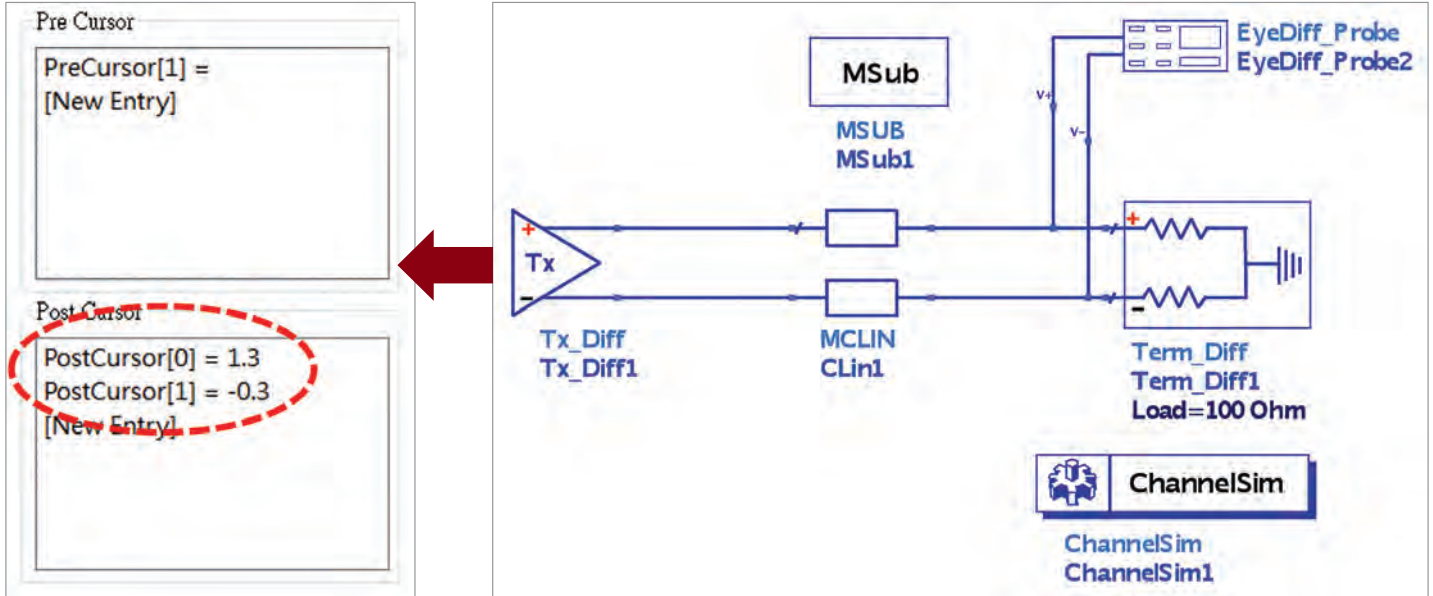 Pre Cursor
PreCursor[1] =
[New Entry]
Post Cursor
PostCursor[0] = 1.3
PostCursor[1] = -0.3
[New Entry]
MSub
MSUB
MSub1
EyeDiff_Probe
EyeDiff_Probe2
v+
v-
+
Tx
-
Tx_Diff
Tx_Diff1
MCLIN
CLin1
+
-
Term_Diff
Term_Diff1
Load=100 Ohm
ChannelSim
ChannelSim
ChannelSim1